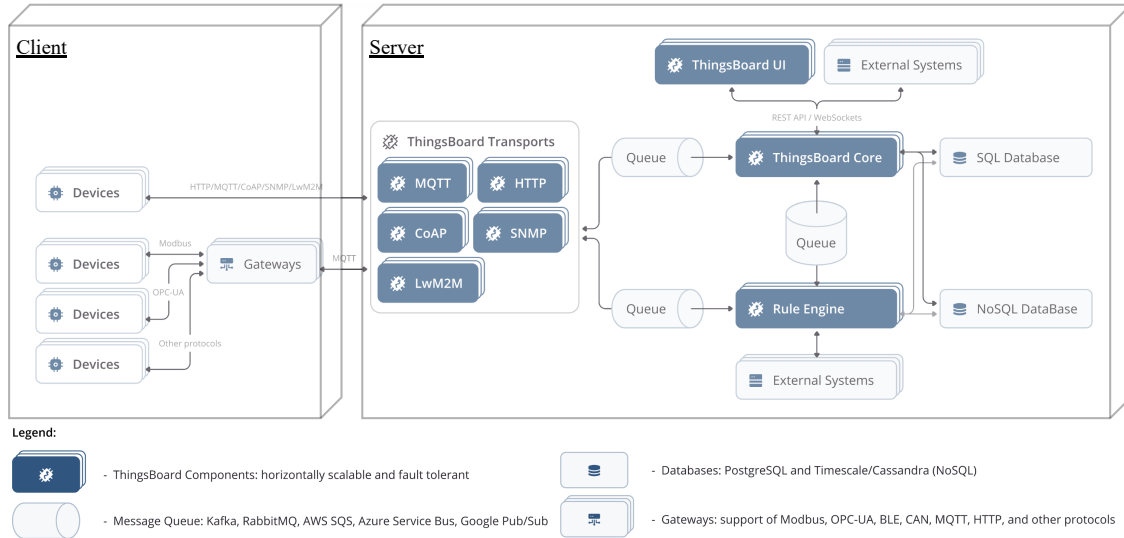 Client
Server
ThingsBoard UI
External Systems
REST API / WebSockets
ThingsBoard Transports
Queue
ThingsBoard Core
SQL Database
MQTT
HTTP
Devices
HTTP/MQTT/CoAP/SNMP/LwM2M
CoAP
SNMP
Queue
Modbus
Devices
Gateways
MQTT
LwM2M
OPC-UA
Devices
Queue
Rule Engine
NoSQL DataBase
Other protocols
Devices
External Systems
Legend:
- ThingsBoard Components: horizontally scalable and fault tolerant
- Databases: PostgreSQL and Timescale/Cassandra (NoSQL)
- Message Queue: Kafka, RabbitMQ, AWS SQS, Azure Service Bus, Google Pub/Sub
- Gateways: support of Modbus, OPC-UA, BLE, CAN, MQTT, HTTP, and other protocols